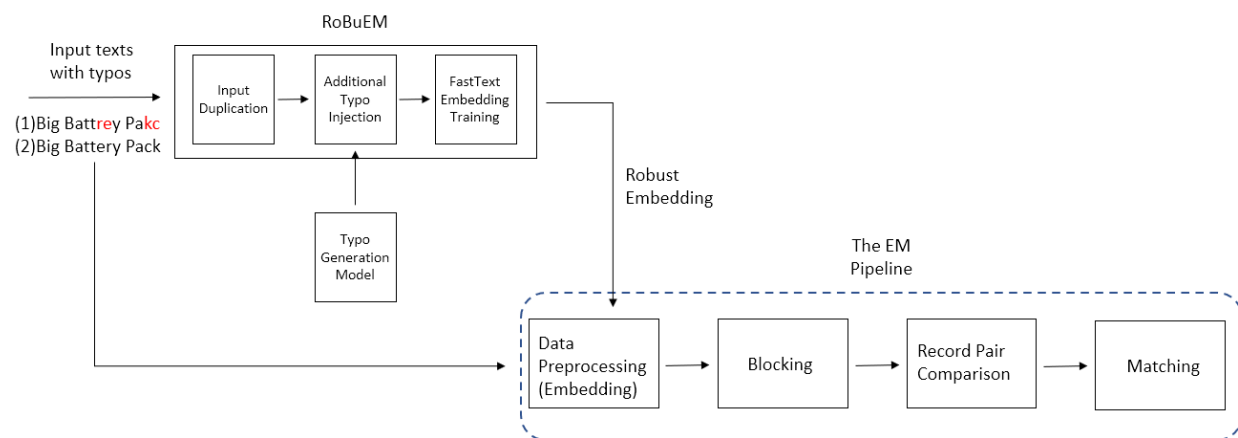 RoBuEM
Input texts
with typos
(1)Big Battrey Pakc
(2)Big Battery Pack
Input
Duplication
Additional
Typo
Injection
FastText
Embedding
Training
Typo
Generation
Model
Robust
Embedding
The EM
Pipeline
Data
Preprocessing
(Embedding)
Blocking
Record Pair
Comparison
Matching